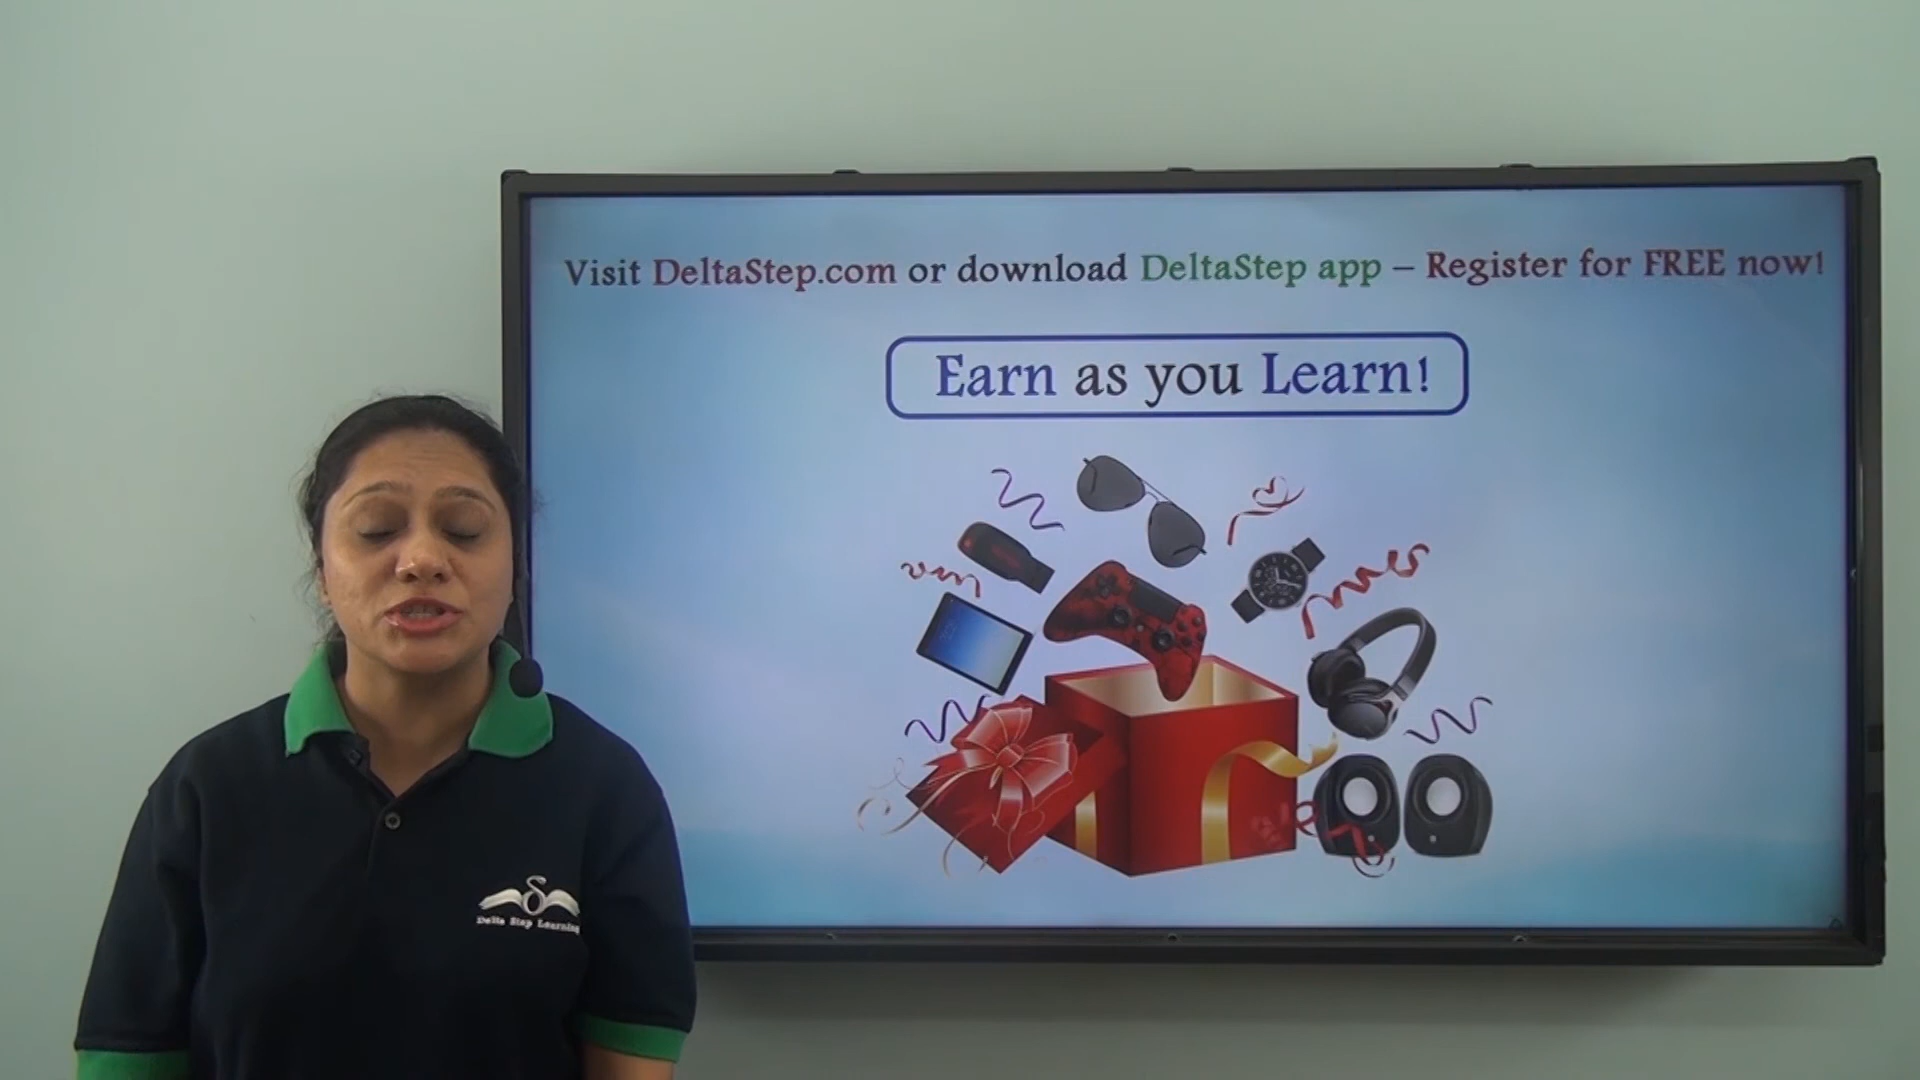 Visit DeltaStep.com or download DeltaStep app – Register for FREE now!
Earn as you Learn!
Delta Step Learning